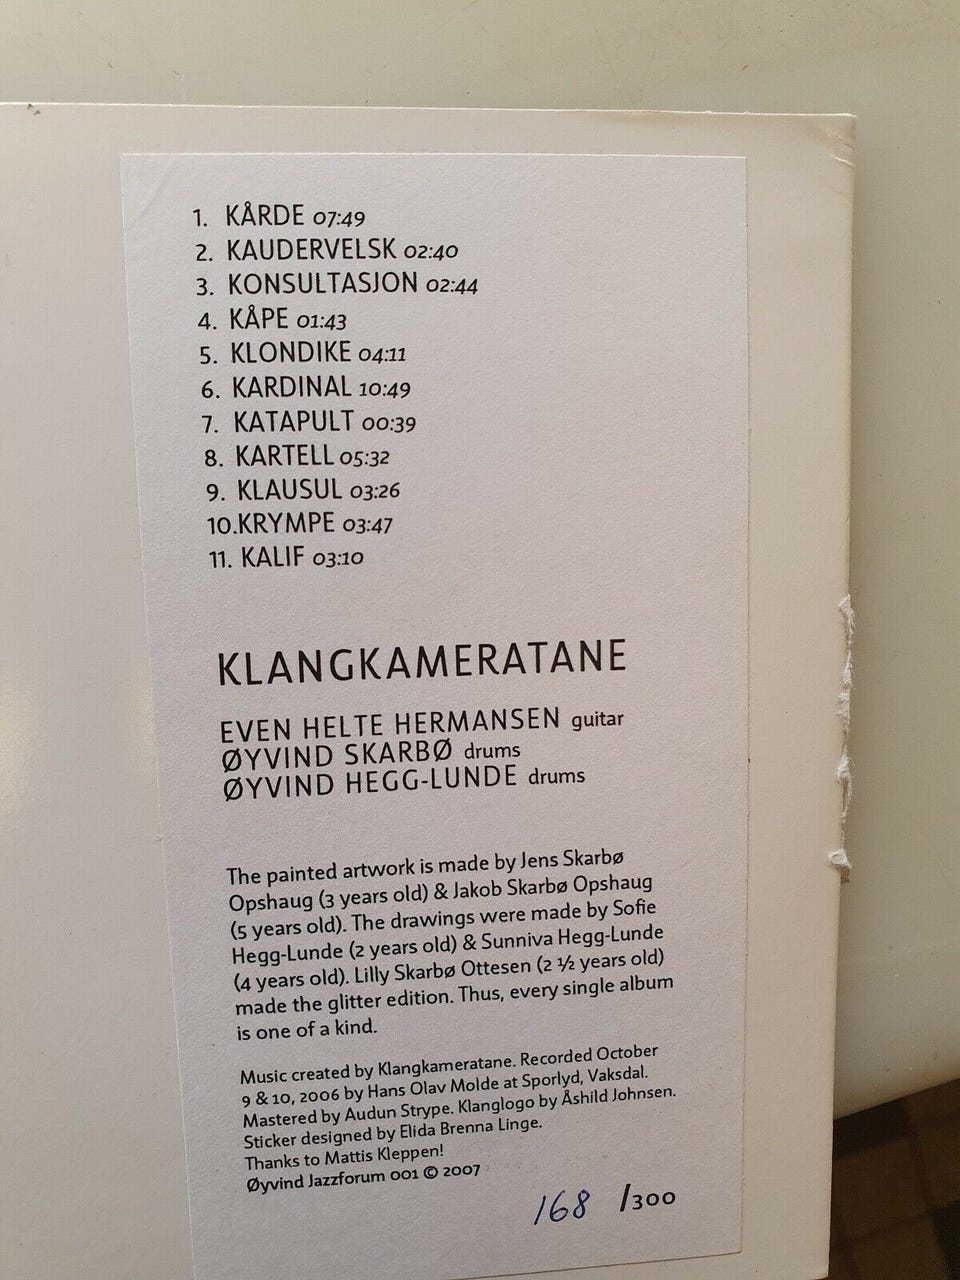 1. KÅRDE 07:49
2. KAUDERVELSK 02:40
3. KONSULTASJON 02:44
4. KÅPE 01:43
5. KLONDIKE 04:11
6. KARDINAL 10:49
7. KATAPULT 00:39
8. KARTELL 05:32
9. KLAUSUL 03:26
10.KRYMPE 03:47
11. KALIF 03:10
KLANGKAMERATANE
EVEN HELTE HERMANSEN guitar
ØYVIND SKARBØ drums
ØYVIND HEGG-LUNDE drums
The painted artwork is made by Jens Skarbø
Opshaug (3 years old) & Jakob Skarbø Opshaug
(5 years old). The drawings were made by Sofie
Hegg-Lunde (2 years old) & Sunniva Hegg-Lunde
(4 years old). Lilly Skarbø Ottesen (2 ½ years old)
made the glitter edition. Thus, every single album
is one of a kind.
Music created by Klangkameratane. Recorded October
9 & 10, 2006 by Hans Olav Molde at Sporlyd, Vaksdal.
Mastered by Audun Strype. Klanglogo by Åshild Johnsen.
Sticker designed by Elida Brenna Linge.
Thanks to Mattis Kleppen!
Øyvind Jazzforum 001 © 2007
168 /300